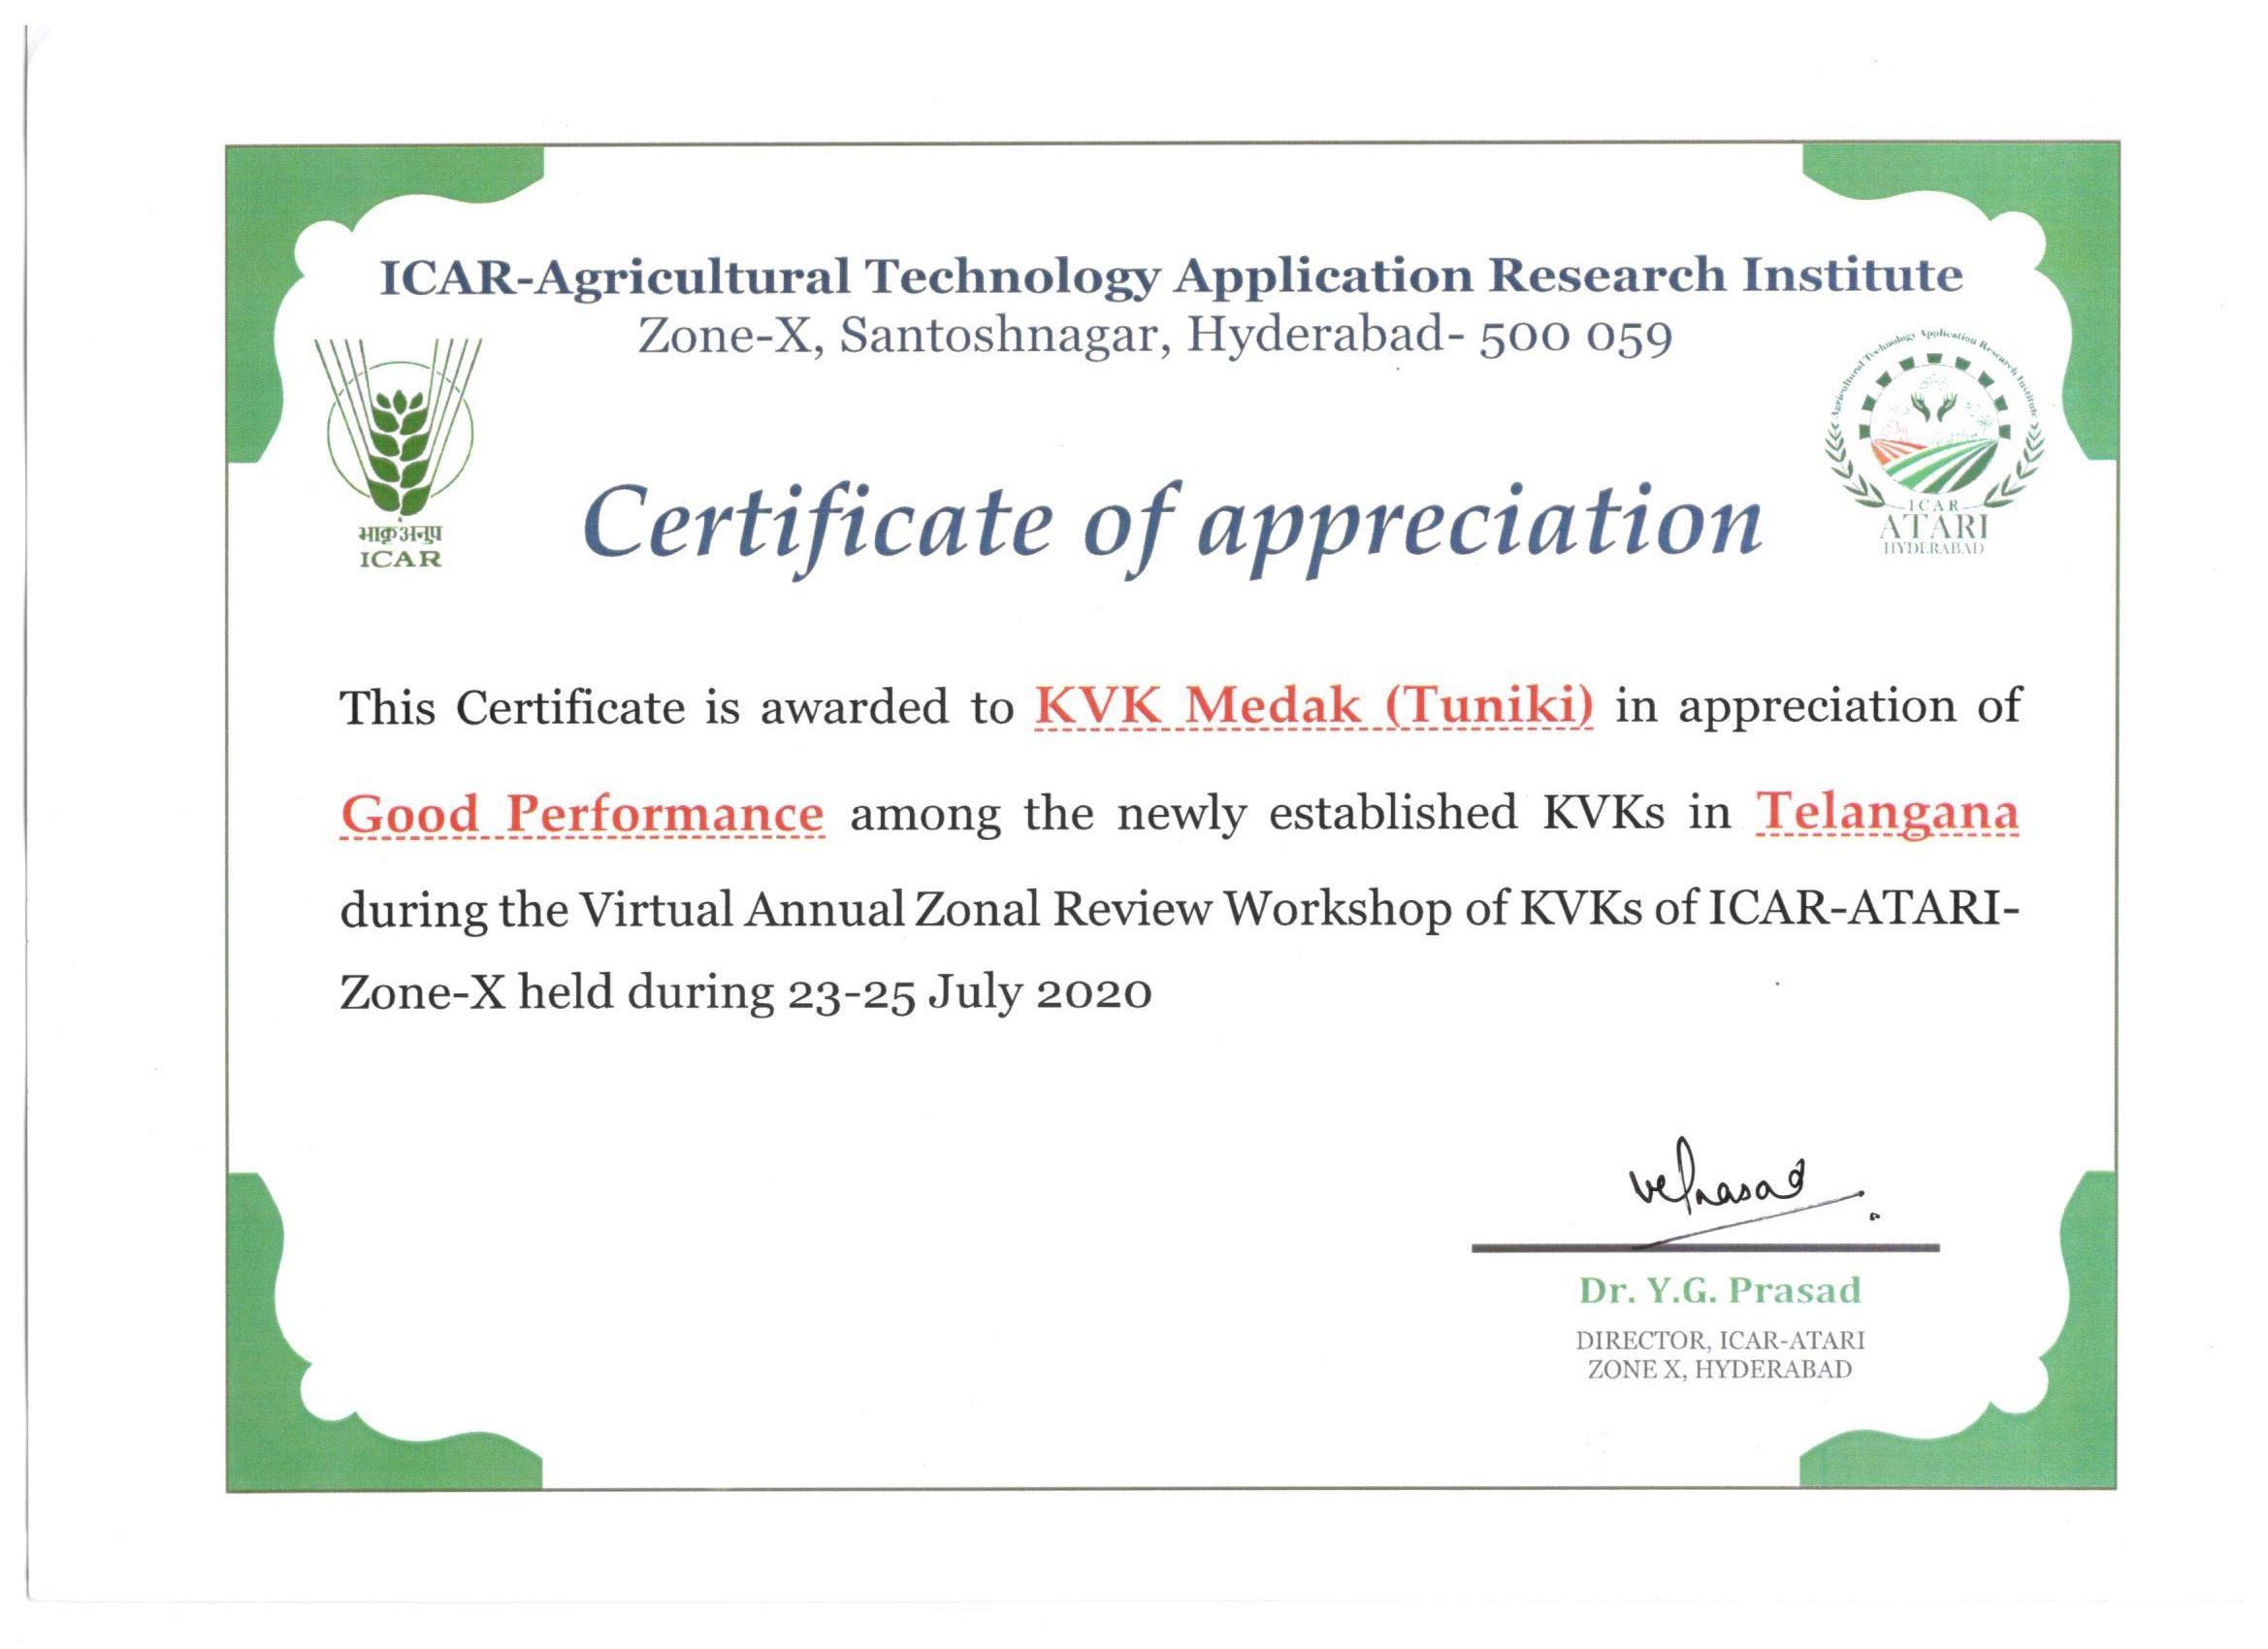 ICAR-Agricultural Technology Application Research Institute
Zone-X, Santoshnagar, Hyderabad- 500 059
भाकृअनुप
ICAR
Agricultural Technology Application Research Institute
ICAR
ATARI
HYDERABAD
Certificate of appreciation
This Certificate is awarded to KVK Medak (Tuniki) in appreciation of
Good Performance among the newly established KVKs in Telangana
during the Virtual Annual Zonal Review Workshop of KVKs of ICAR-ATARI-
Zone-X held during 23-25 July 2020
Dr. Y.G. Prasad
DIRECTOR, ICAR-ATARI
ZONE X, HYDERABAD